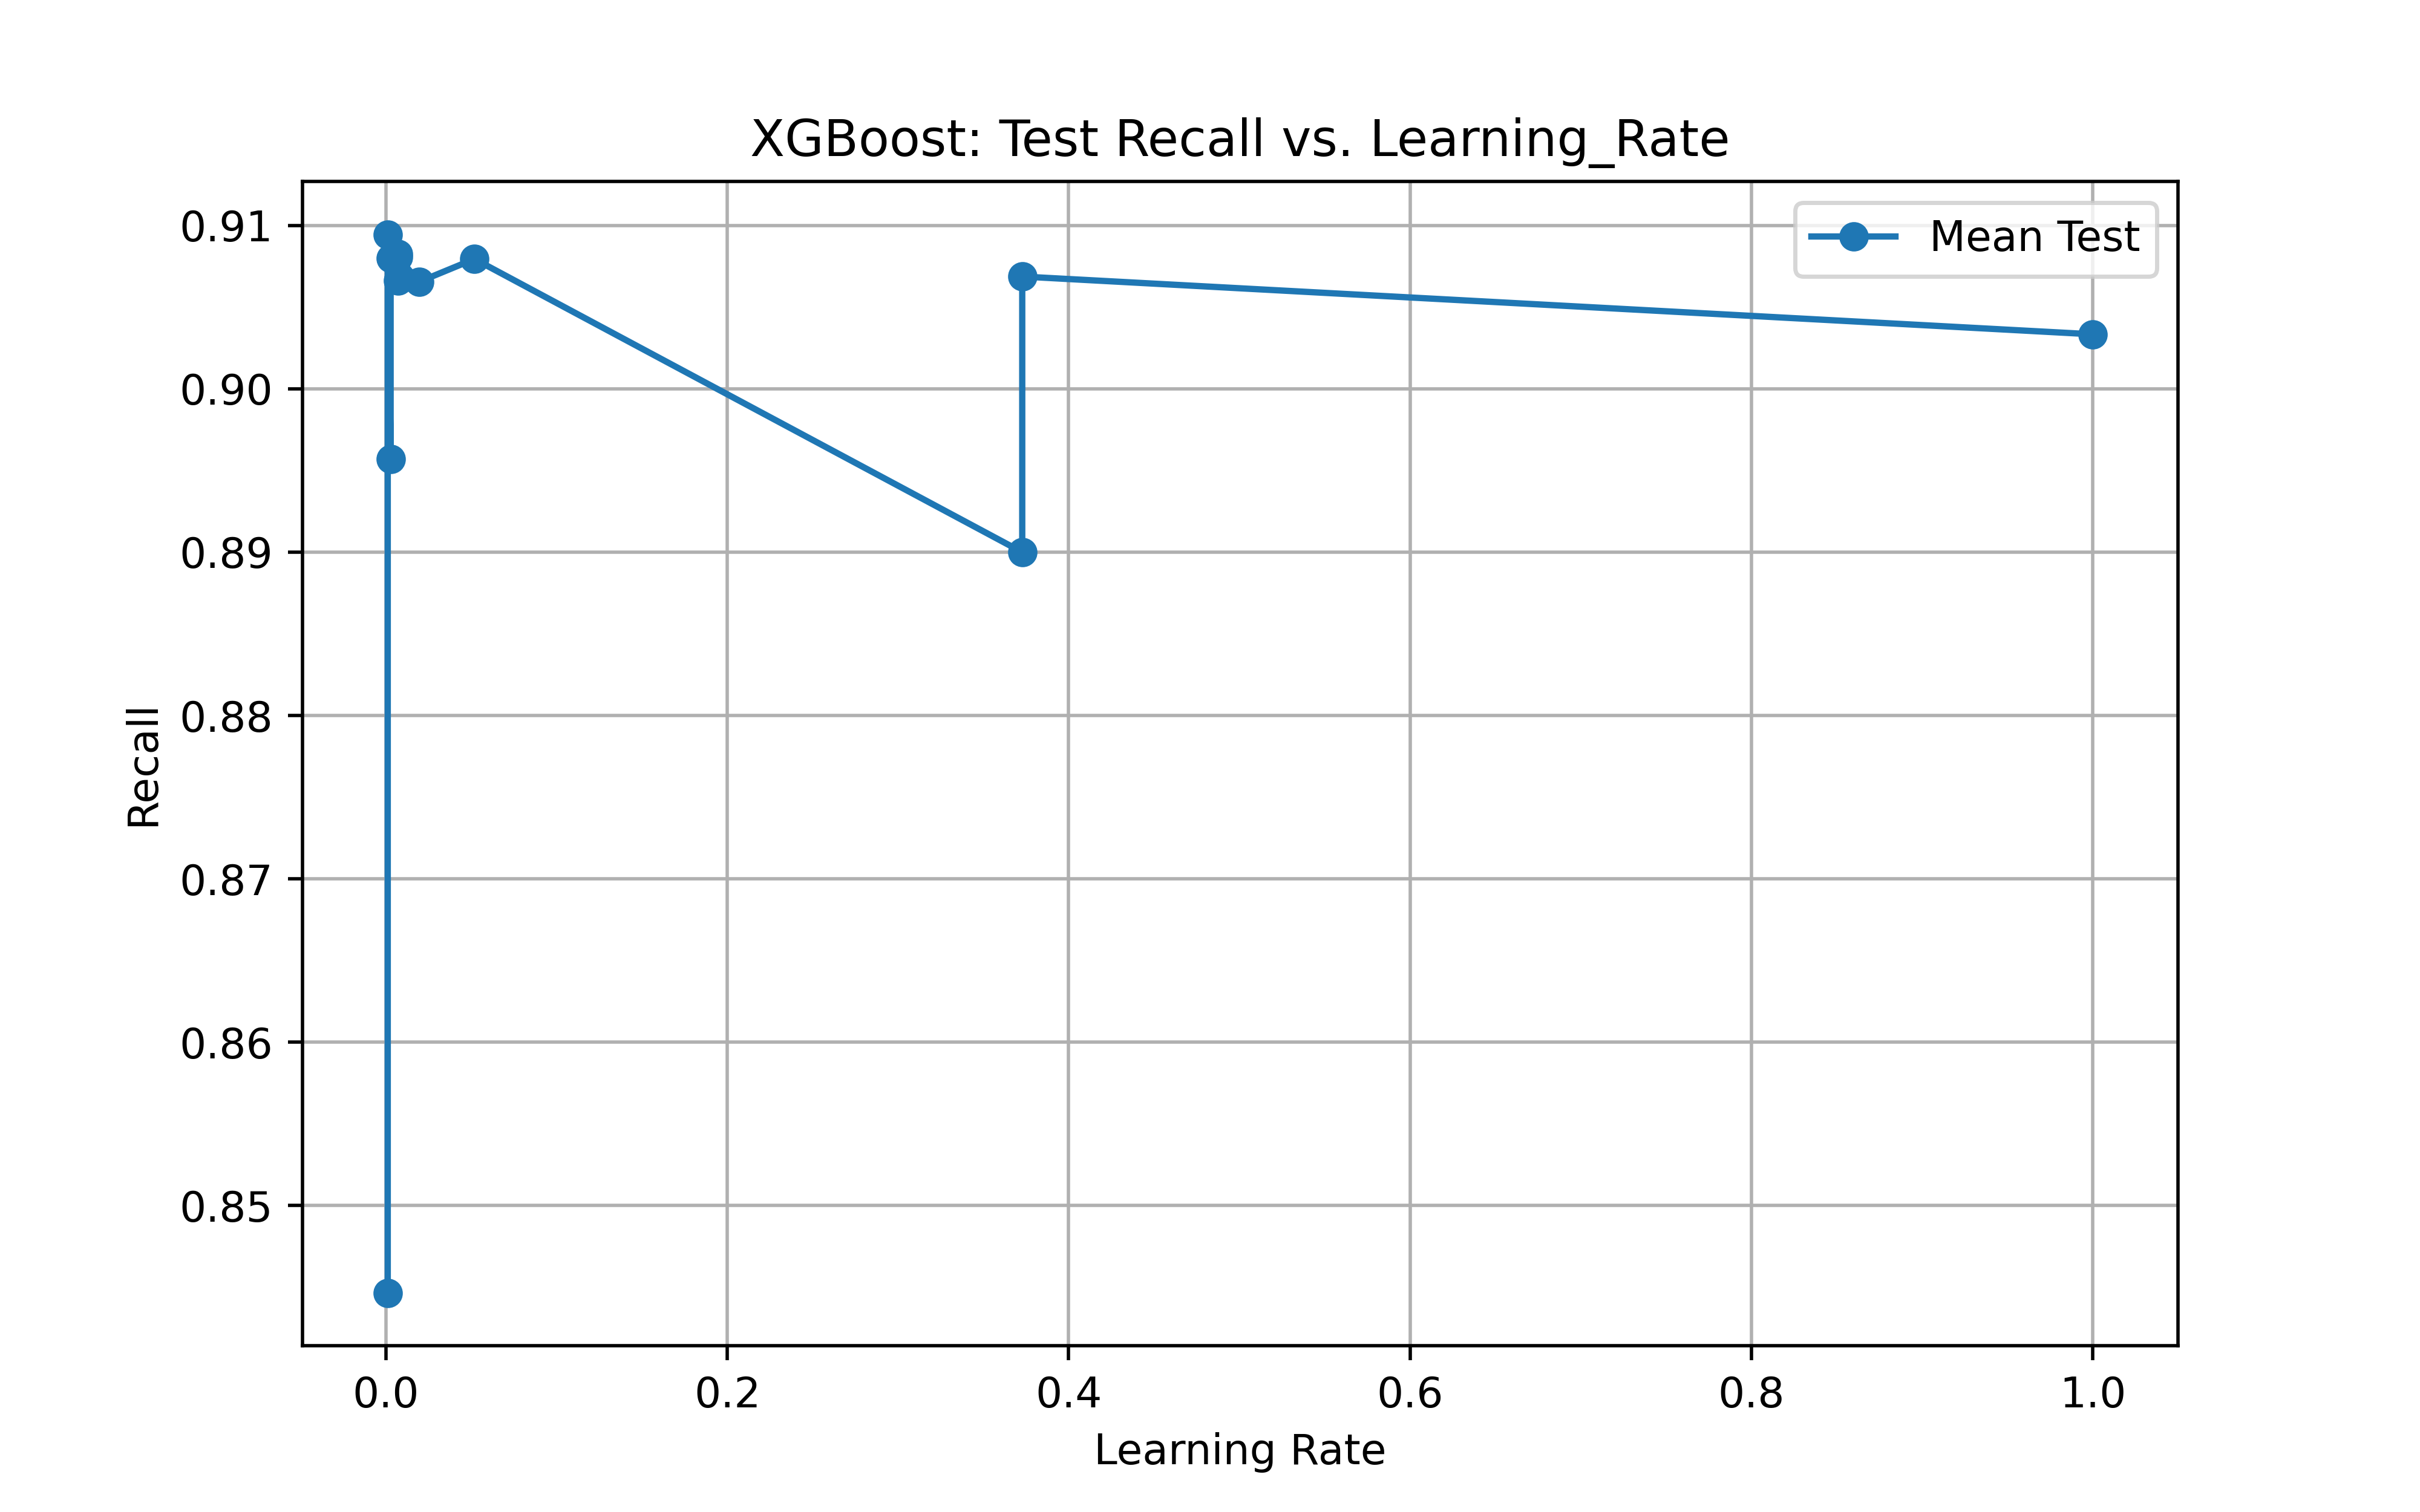 XGBoost: Test Recall vs. Learning_Rate
Mean Test
0.91
0.90
0.89
0.88
0.87
0.86
0.85
Recall
0.0 0.2 0.4 0.6 0.8 1.0
Learning Rate